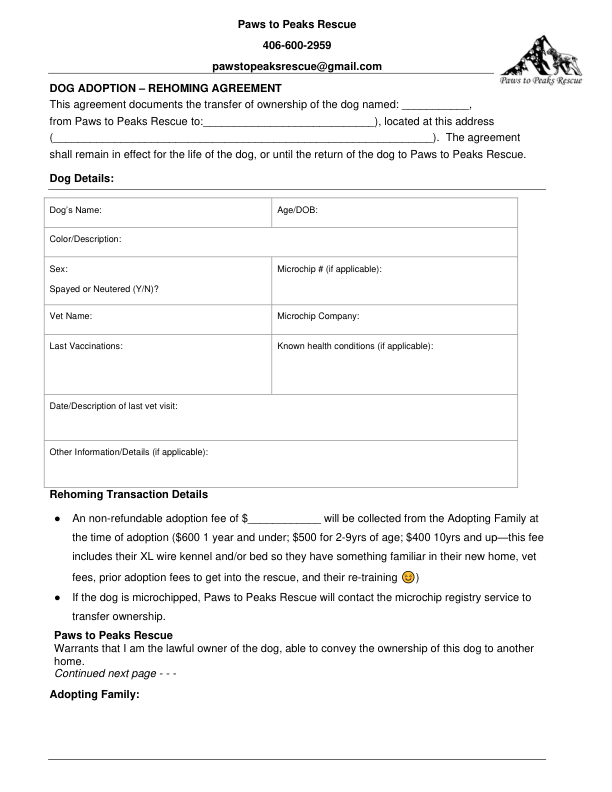 Paws to Peaks Rescue
406-600-2959
pawstopeaksrescue@gmail.com
Paws to Peaks Rescue
DOG ADOPTION – REHOMING AGREEMENT
This agreement documents the transfer of ownership of the dog named: ___________,
from Paws to Peaks Rescue to:____________________________), located at this address
(______________________________________________________________). The agreement
shall remain in effect for the life of the dog, or until the return of the dog to Paws to Peaks Rescue.
Dog Details:
Dog's Name: Age/DOB:
Color/Description:
Sex: Microchip # (if applicable):
Spayed or Neutered (Y/N)?
Vet Name: Microchip Company:
Last Vaccinations: Known health conditions (if applicable):
Date/Description of last vet visit:
Other Information/Details (if applicable):
Rehoming Transaction Details
● An non-refundable adoption fee of $____________ will be collected from the Adopting Family at
the time of adoption ($600 1 year and under; $500 for 2-9yrs of age; $400 10yrs and up—this fee
includes their XL wire kennel and/or bed so they have something familiar in their new home, vet
fees, prior adoption fees to get into the rescue, and their re-training 😊)
● If the dog is microchipped, Paws to Peaks Rescue will contact the microchip registry service to
transfer ownership.
Paws to Peaks Rescue
Warrants that I am the lawful owner of the dog, able to convey the ownership of this dog to another
home.
Continued next page - - -
Adopting Family: